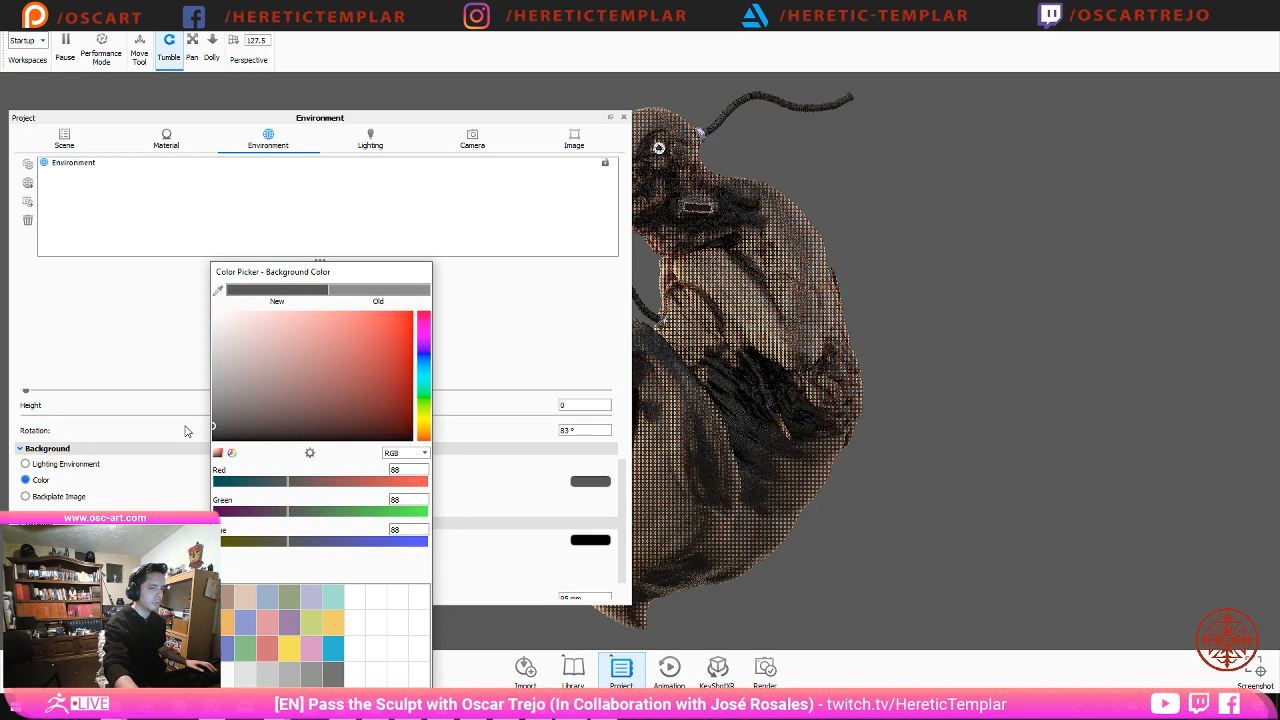 /OSCART
/HERETICTEMPLAR
/HERETICTEMPLAR
/HERETIC-TEMPLAR
/OSCARTREJO
Startup
Workspaces
Pause
Performance
Mode
Move
Tool
Tumble
Pan
Dolly
127.5
Perspective
Project
Environment
Scene
Material
Environment
Lighting
Camera
Image
Environment
Color Picker - Background Color
New
Old
Height
0
Rotation:
83 °
Background
Lighting Environment
Color
Backplate Image
RGB
Red
88
Green
88
88
www.osc-art.com
Import
Library
Project
Animation
KeyShotXR
Render
Screenshot
LIVE
[EN] Pass the Sculpt with Oscar Trejo (In Collaboration with José Rosales) - twitch.tv/HereticTemplar